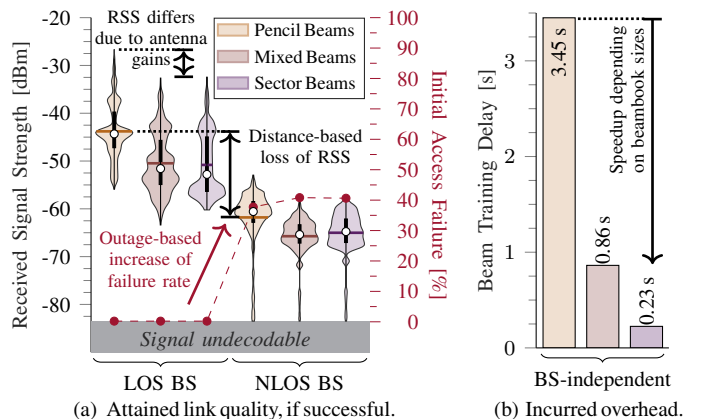 Received Signal Strength [dBm]
-20
-30
-40
-50
-60
-70
-80
RSS differs
due to antenna
gains
Pencil Beams
Mixed Beams
Sector Beams
Distance-based
loss of RSS
Outage-based
increase of
failure rate
Signal undecodable
LOS BS
NLOS BS
100
90
80
70
60
50
40
30
20
10
0
Initial Access Failure [%]
(a) Attained link quality, if successful.
Beam Training Delay [s]
3
2
1
0
3.45 s
0.86 s
0.23 s
Speedup depending
on beambook sizes
BS-independent
(b) Incurred overhead.